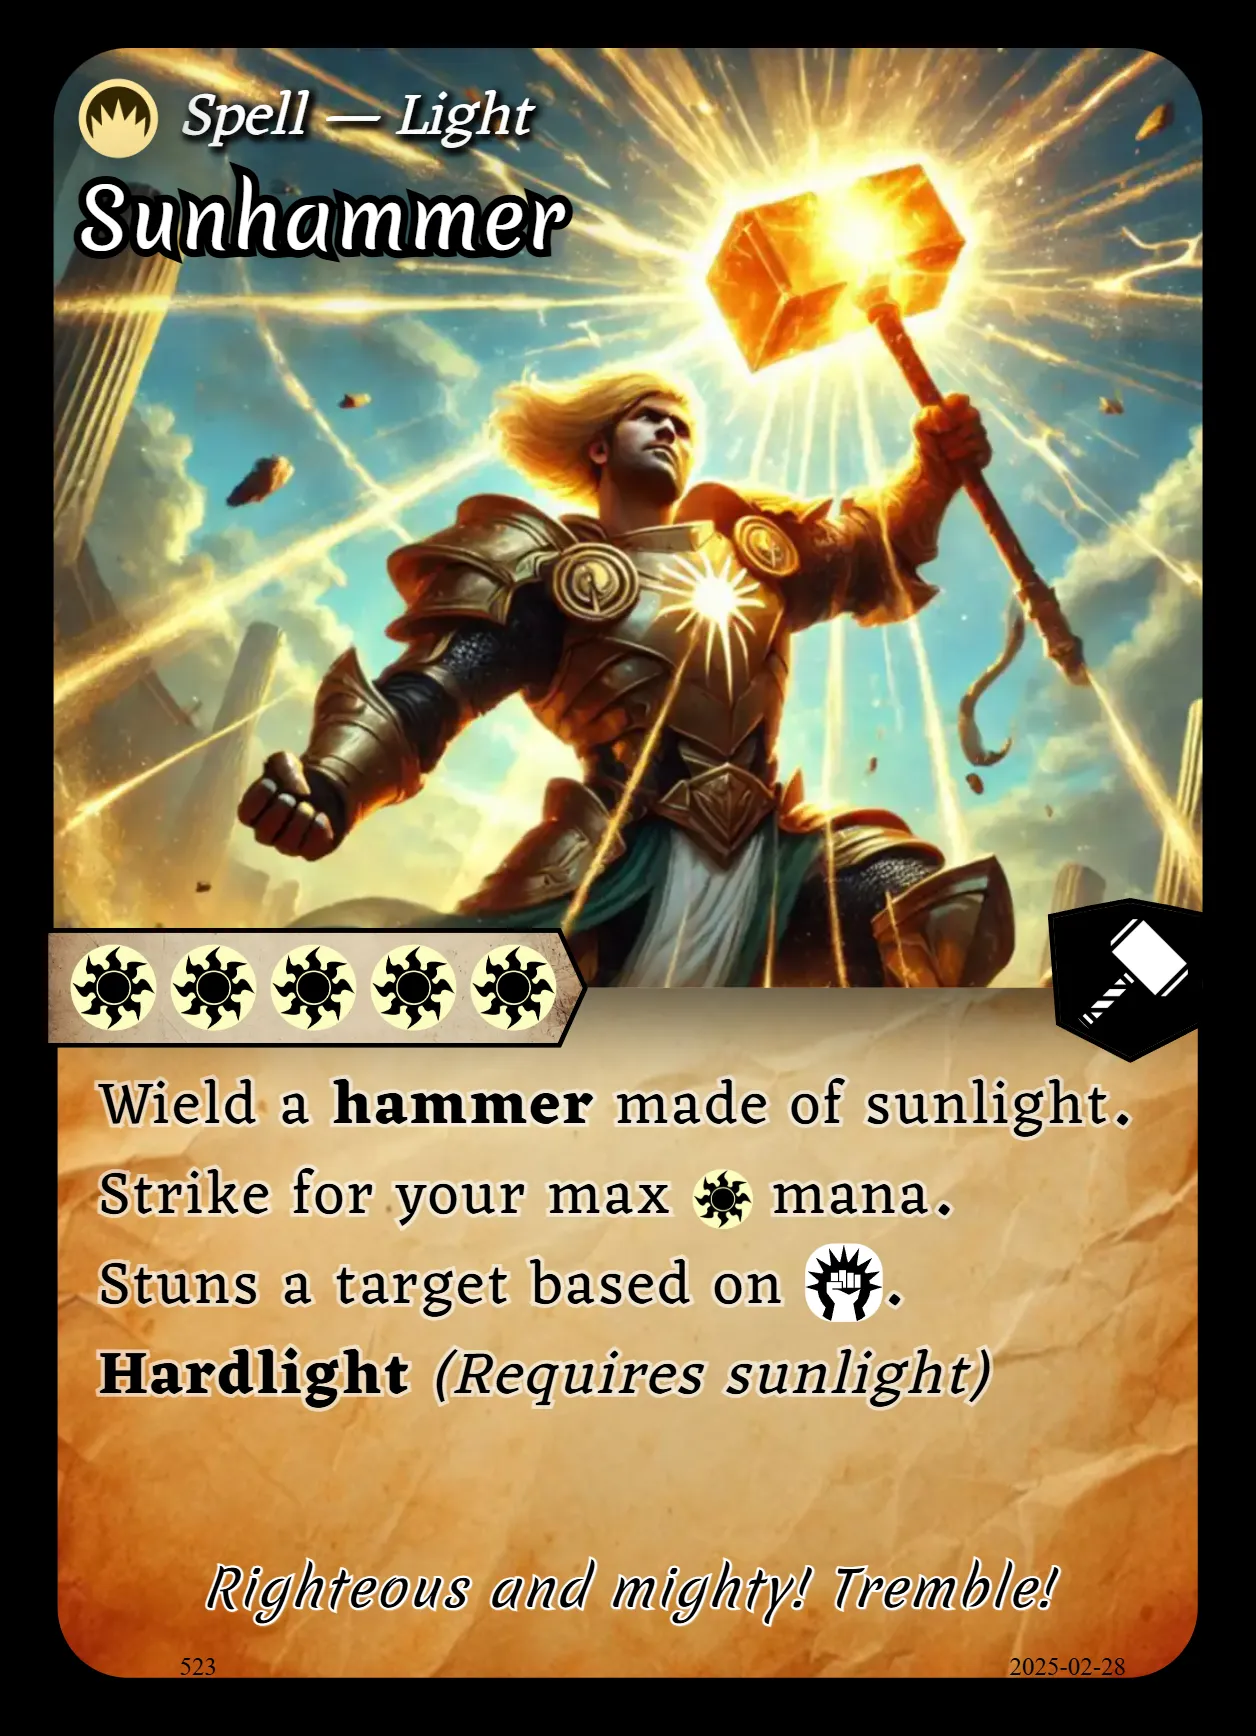 Spell — Light
Sunhammer
Wield a hammer made of sunlight.
Strike for your max mana.
Stuns a target based on .
Hardlight (Requires sunlight)
Righteous and mighty! Tremble!
523
2025-02-28